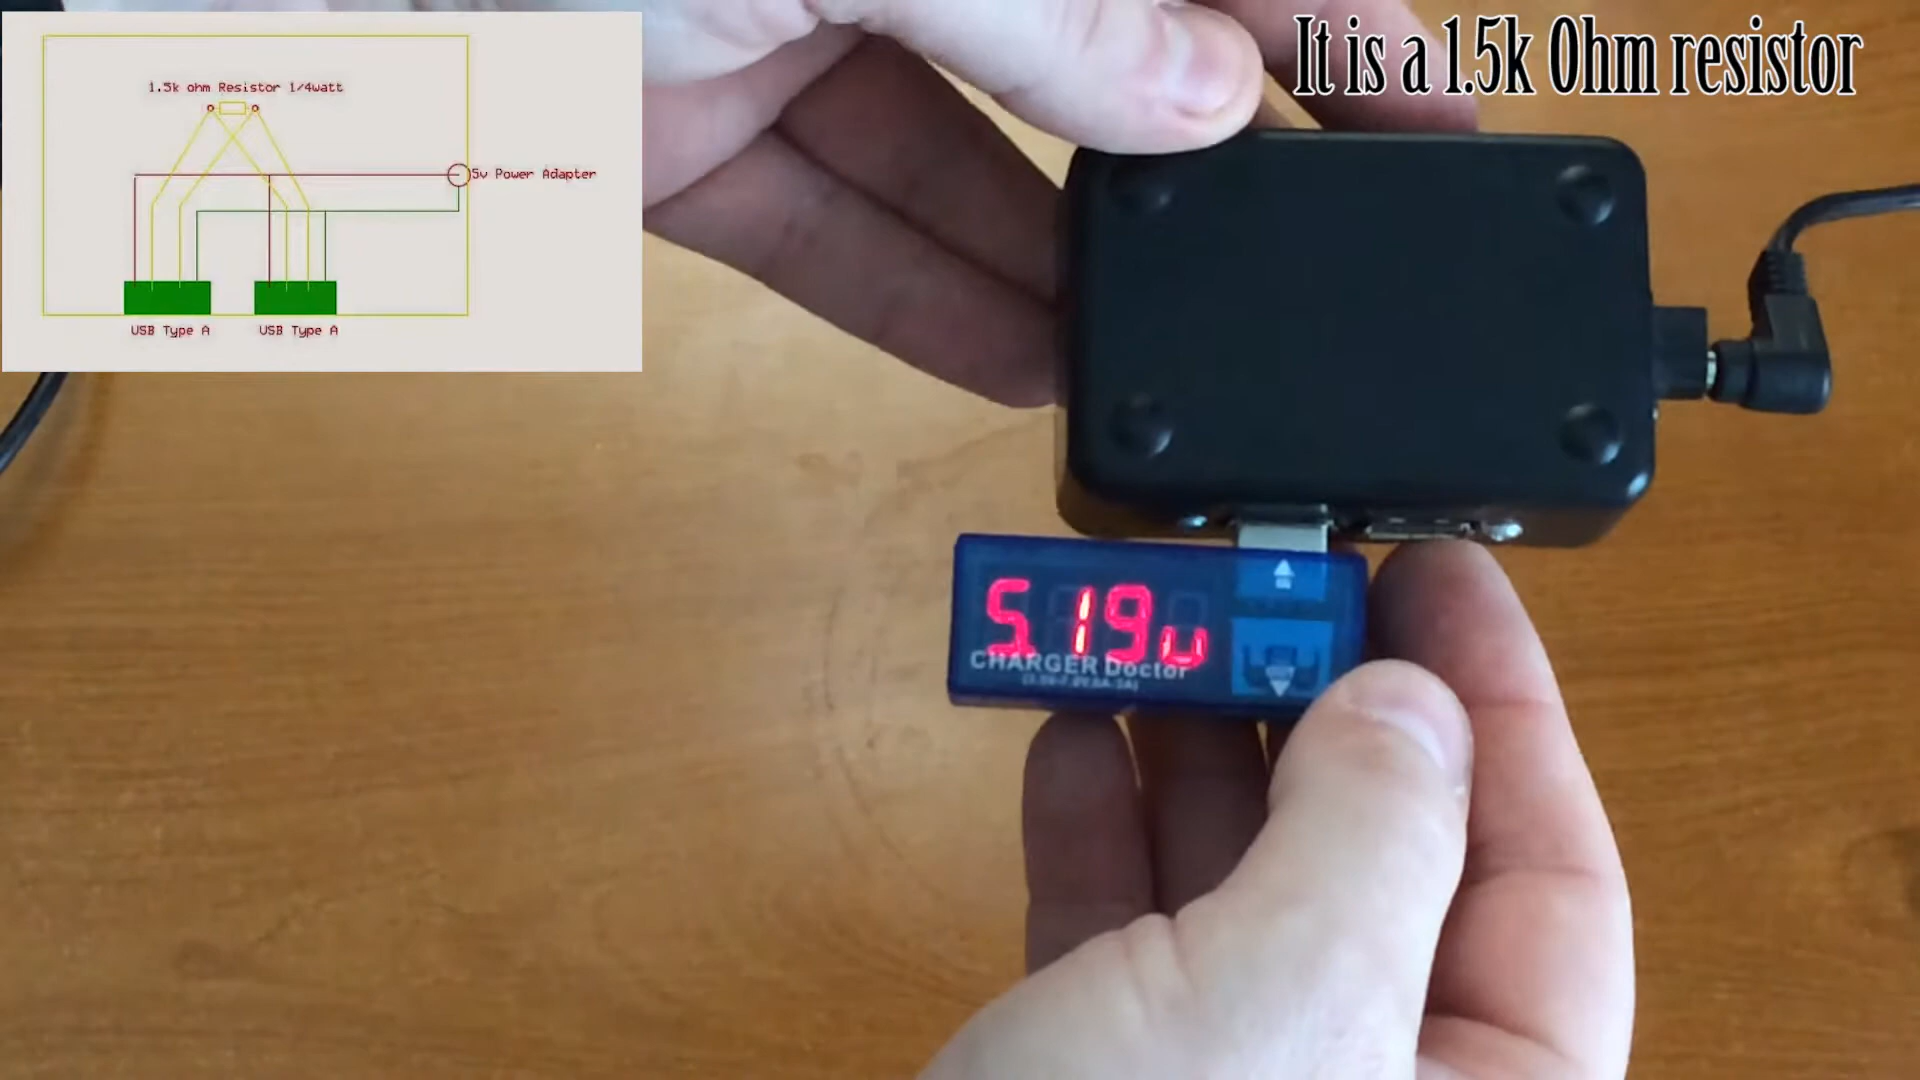 It is a 1.5k Ohm resistor
1.5k ohm Resistor 1/4watt
5v Power Adapter
USB Type A
USB Type A
5.19v
CHARGER Doctor